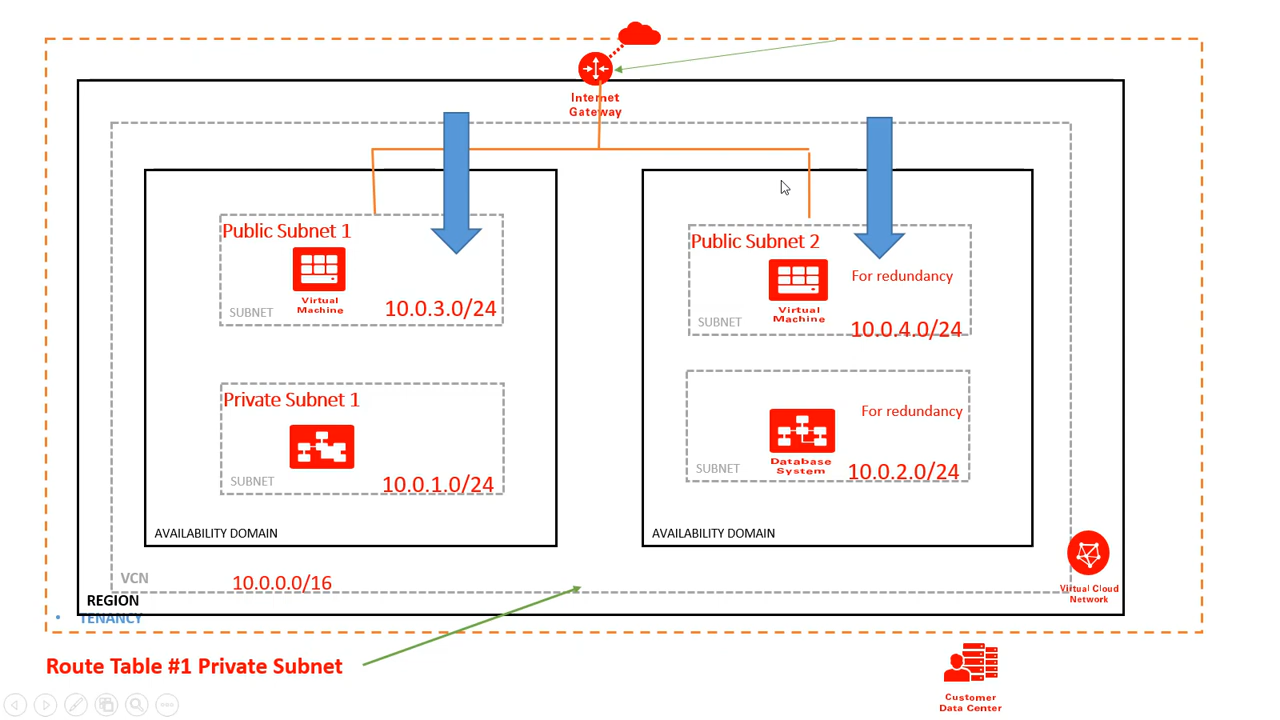 Internet
Gateway
Public Subnet 1
Virtual
Machine
SUBNET
10.0.3.0/24
Public Subnet 2
For redundancy
Virtual
Machine
SUBNET
10.0.4.0/24
Private Subnet 1
SUBNET
10.0.1.0/24
For redundancy
Database
System
SUBNET
10.0.2.0/24
AVAILABILITY DOMAIN
AVAILABILITY DOMAIN
VCN
10.0.0.0/16
Virtual Cloud
Network
REGION
• TENANCY
Route Table #1 Private Subnet
Customer
Data Center